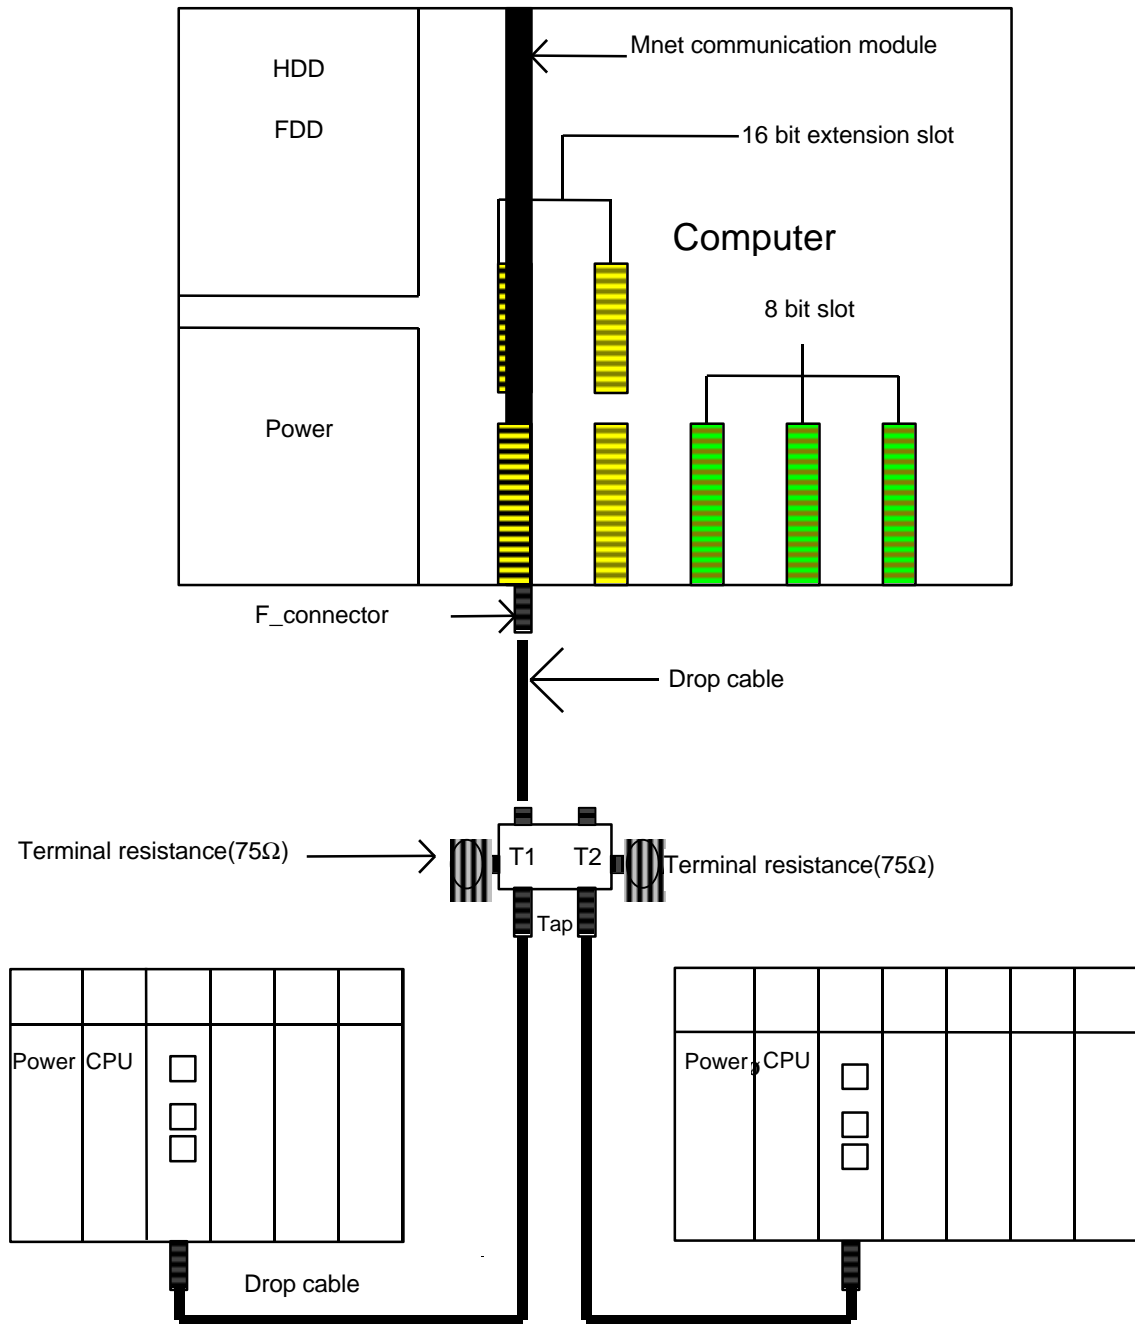 Mnet communication module
HDD
FDD
16 bit extension slot
Computer
8 bit slot
Power
F_connector
Drop cable
Terminal resistance(75Ω)
T1 T2
Terminal resistance(75Ω)
Tap
Power CPU
Power CPU
Drop cable